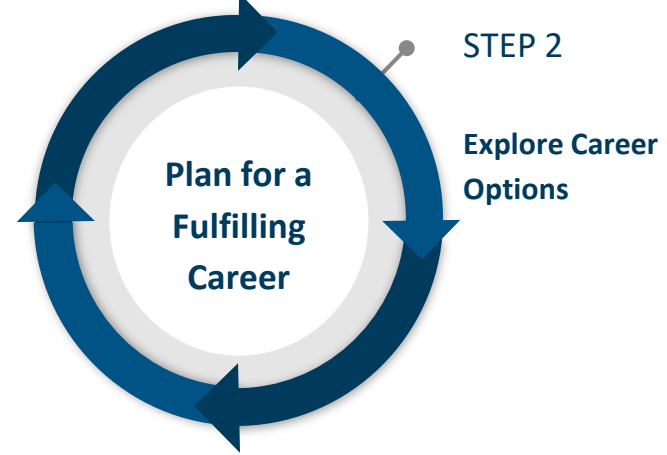 STEP 2
Explore Career
Options
Plan for a
Fulfilling
Career